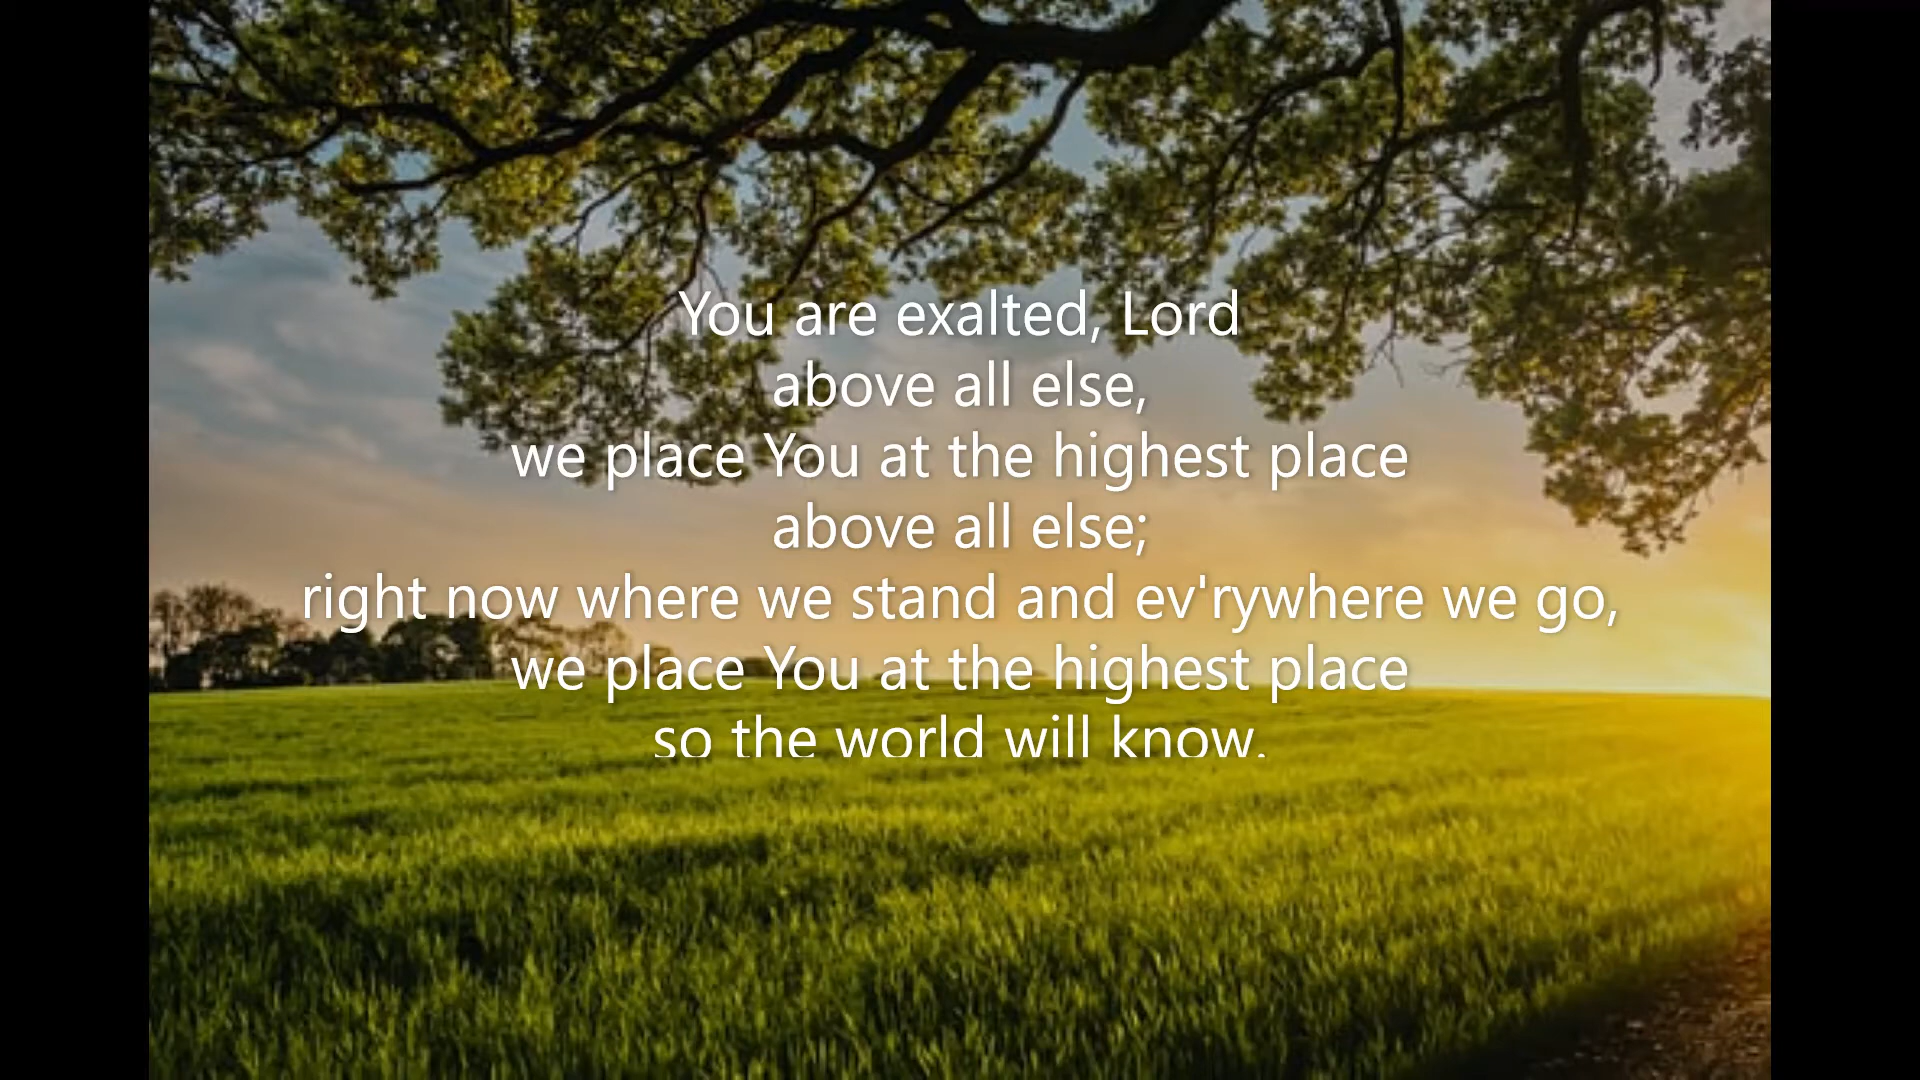 You are exalted, Lord
above all else,
we place You at the highest place
above all else;
right now where we stand and ev'rywhere we go,
we place You at the highest place
so the world will know.